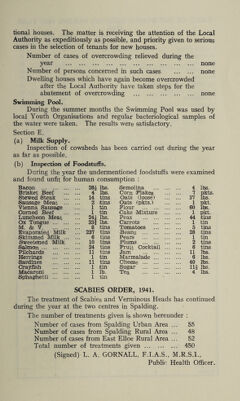 tional houses. The matter is receiving the attention of the Local
Authority as expeditiously as possible, and priority given to serious
cases in the selection of tenants for new houses.
Number of cases of overcrowding relieved during the
year ... none
Number of persons concerned in such cases ... none
Dwelling houses which have again become overcrowded
after the Local Authority have taken steps for the
abatement of overcrowding ... none
Swimming Pool.
During the summer months the Swimming Pool was used by
local Youth Organisations and regular bacteriological samples of
the water were taken. The results were satisfactory.
Section E.
(a) Milk Supply.
Inspection of cowsheds has been carried out during the year
as far as possible.
(b) Inspection of Foodstuffs.
During the year the undermentioned foodstuffs were examined
and found unfit for human consumption :
Bacon lbs. Semolina 4 lbs.
Brisket Beef 4 lbs. Corn Flakes 7 pkts.
Stewed Steak 14 tins Oats (loose) 37 lbs.
Sausage Meat 2 tins Oats (pkts.) 1 pkt.
Vienna Sausage 1 tin Flour lbs.
Corned Beef 1 tin Cake Mixture 1 pkt.
Luncheon Meat lbs. Peas 44 tins
Ox Tongue lbs. Carrots 1 tin
M. & V. 6 tins Tomatoes 5 tins
Evaporated Milk 237 tins Beans 28 tins
Skimmed Milk 6 tins Pears 1 tin
Sweetened Milk 10 tins Plums 2 tins
Salmon 24 tins Fruit Cocktail 6 tins
Pilchards 11 tins Jam 11 lbs.
Herrings 1 tin Marmalade 6 lbs.
Sardines 11 tins Cheese 40 lbs.
Crayfish 1 tin Sugar lbs.
Macaroni 1 lb. Tea 4 lbs.
Spinaghetti 1 tin
SCABIES ORDER, 1941.
The treatment of Scabies and Verminous Heads has continued
during the year at the two centres in Spalding.
The number of treatments given is shown hereunder :
Number of cases from Spalding Urban Area ... 85
Number of cases from Spalding Rural Area ... 48
Number of cases from East Elloe Rural Area ... 52
Total number of treatments given ... 450
(Signed) L. A. GORNALL, F.I.A.S., M.R.S.I.,
Public Health Officer.